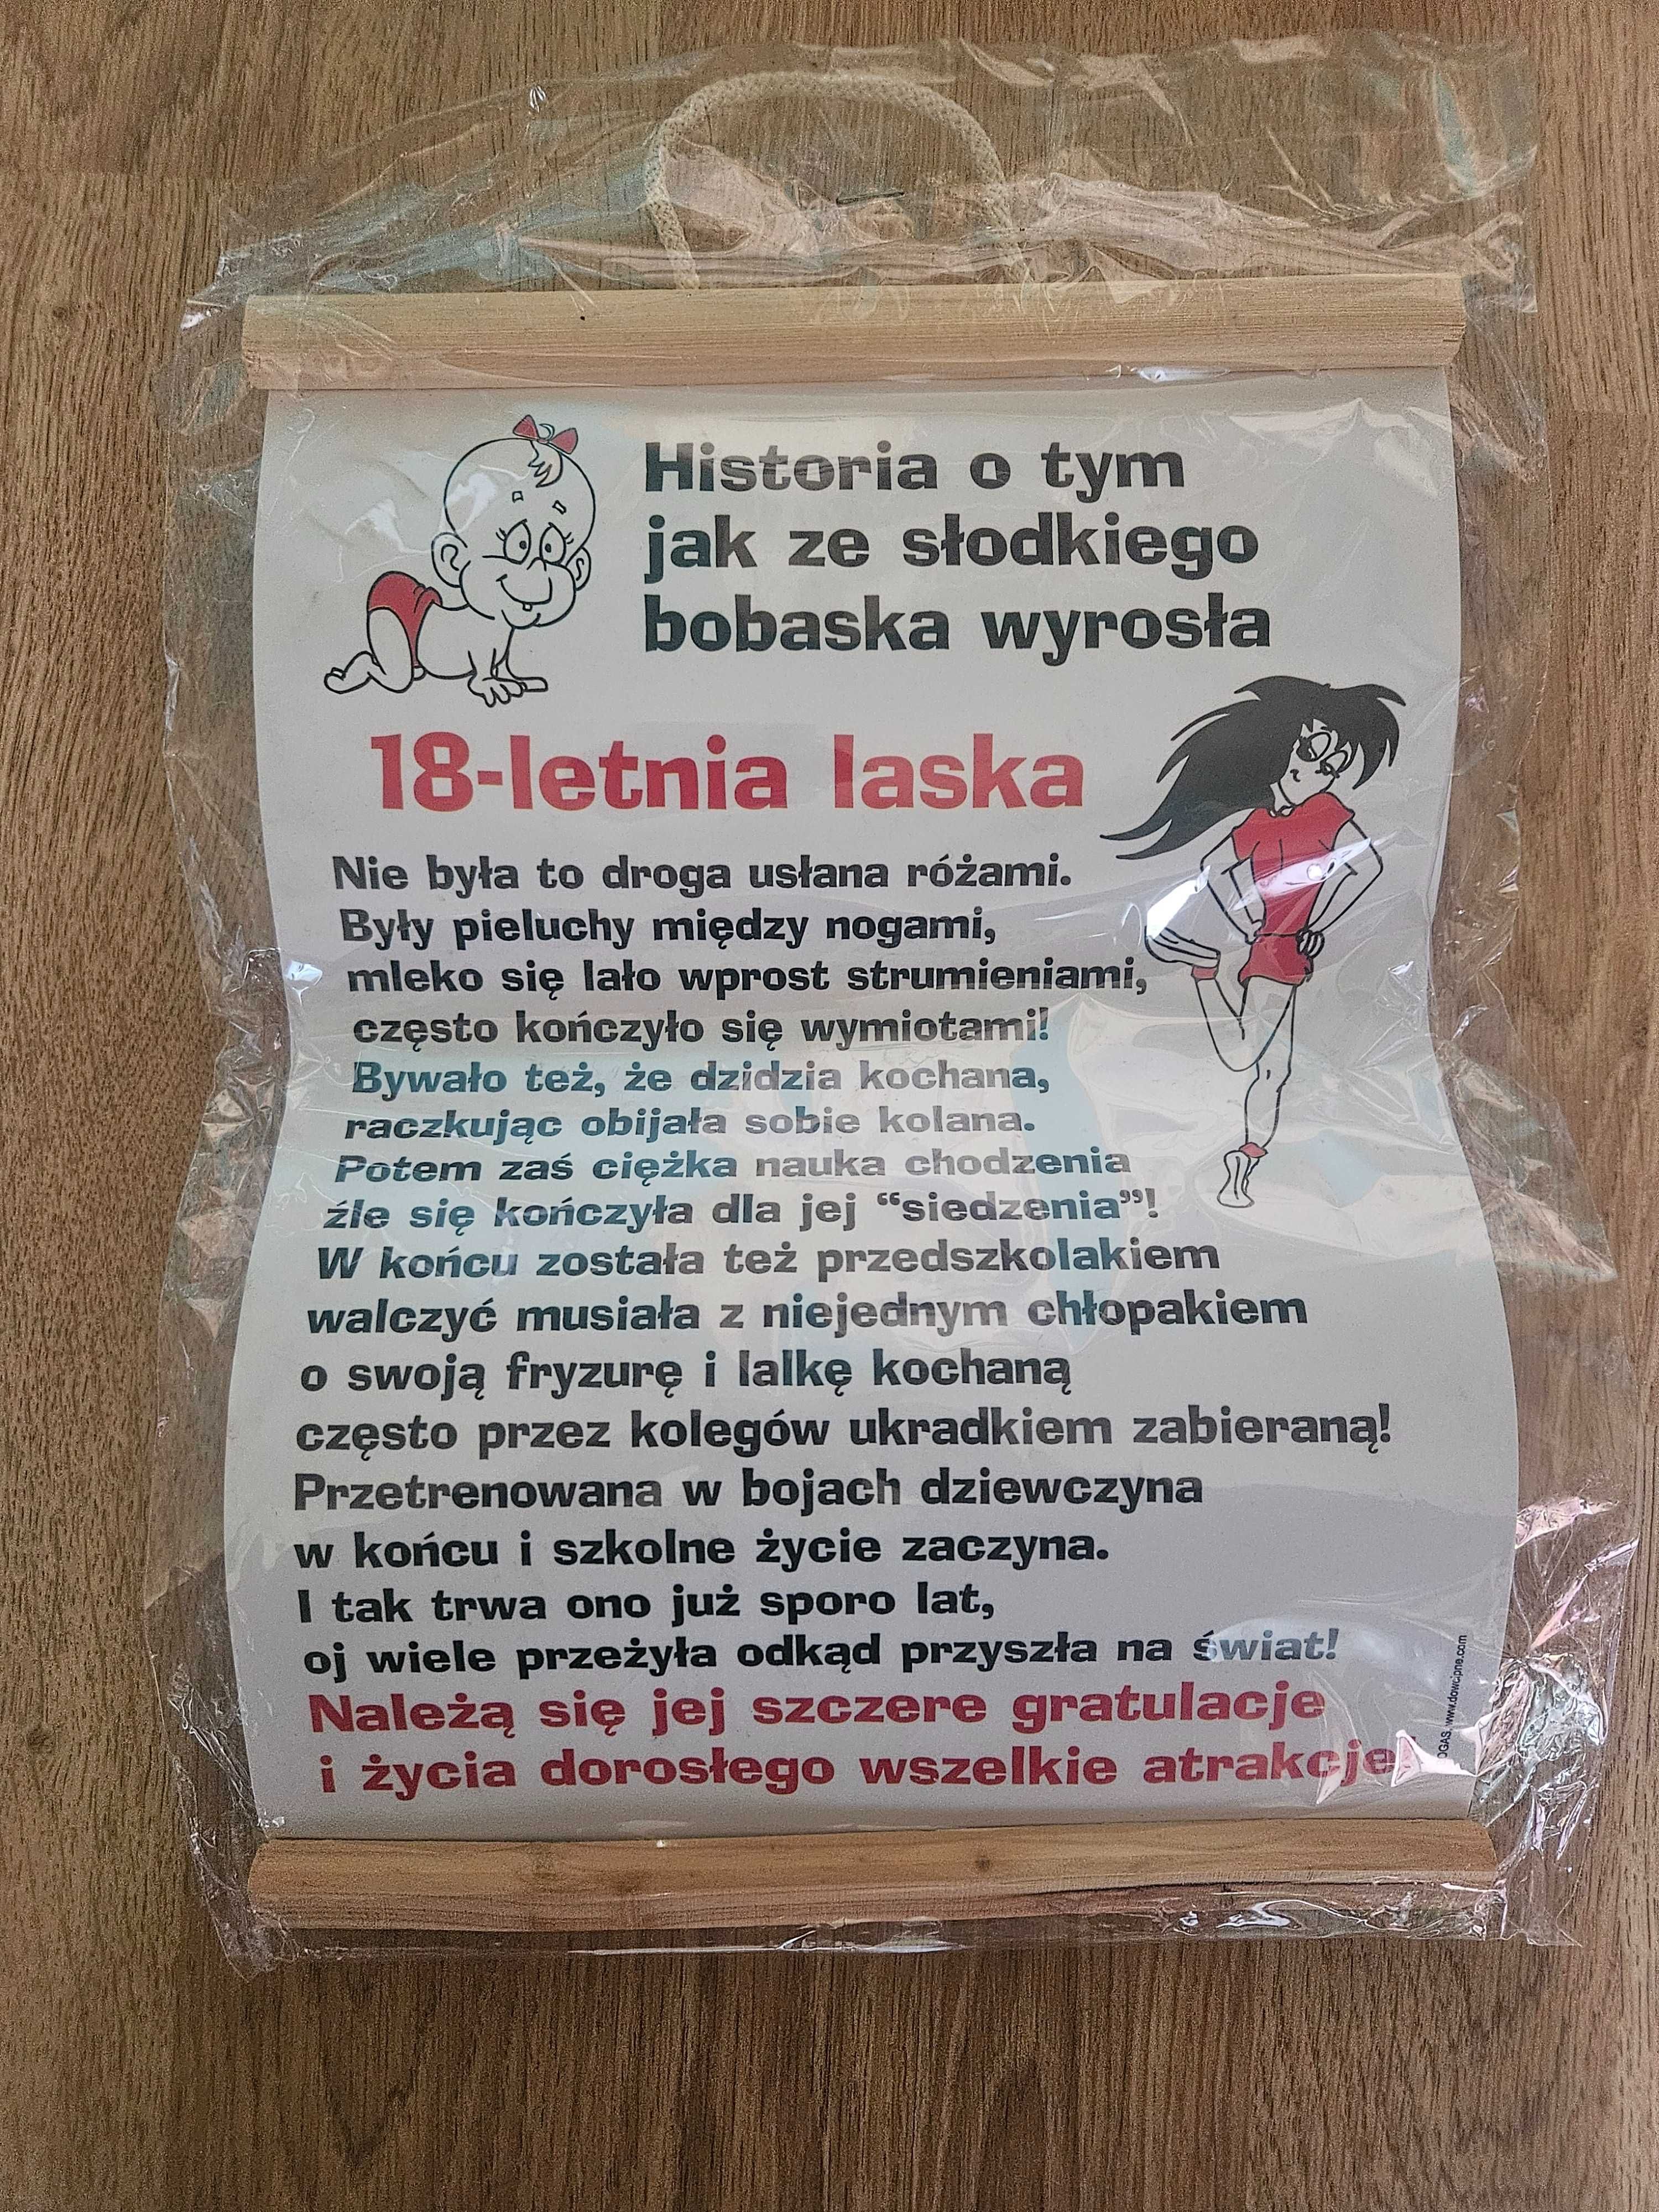 Historia o tym
jak ze słodkiego
bobaska wyrosła
18-letnia laska
Nie była to droga usłana różami.
Były pieluchy między nogami,
mleko się lało wprost strumieniami,
często kończyło się wymiotami!
Bywało też, że dzidzia kochana,
raczkując obijała sobie kolana.
Potem zaś ciężka nauka chodzenia
źle się kończyła dla jej “siedzenia”!
W końcu została też przedszkolakiem
walczyć musiała z niejednym chłopakiem
o swoją fryzurę i lalkę kochaną
często przez kolegów ukradkiem zabieraną!
Przetrenowana w bojach dziewczyna
w końcu i szkolne życie zaczyna.
I tak trwa ono już sporo lat,
oj wiele przeżyła odkąd przyszła na świat!
Należą się jej szczere gratulacje
i życia dorosłego wszelkie atrakcje
www.dowcipne.com